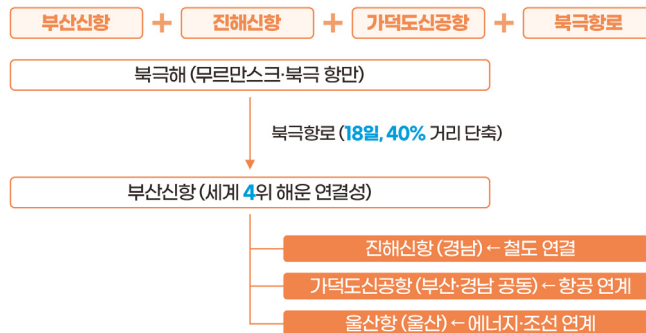 부산신항 + 진해신항 + 가덕도신공항 + 북극항로
북극해 (무르만스크·북극 항만)
북극항로 (18일, 40% 거리 단축)
부산신항 (세계 4위 해운 연결성)
진해신항 (경남) ← 철도 연결
가덕도신공항 (부산·경남 공동) ← 항공 연계
울산항 (울산) ← 에너지·조선 연계